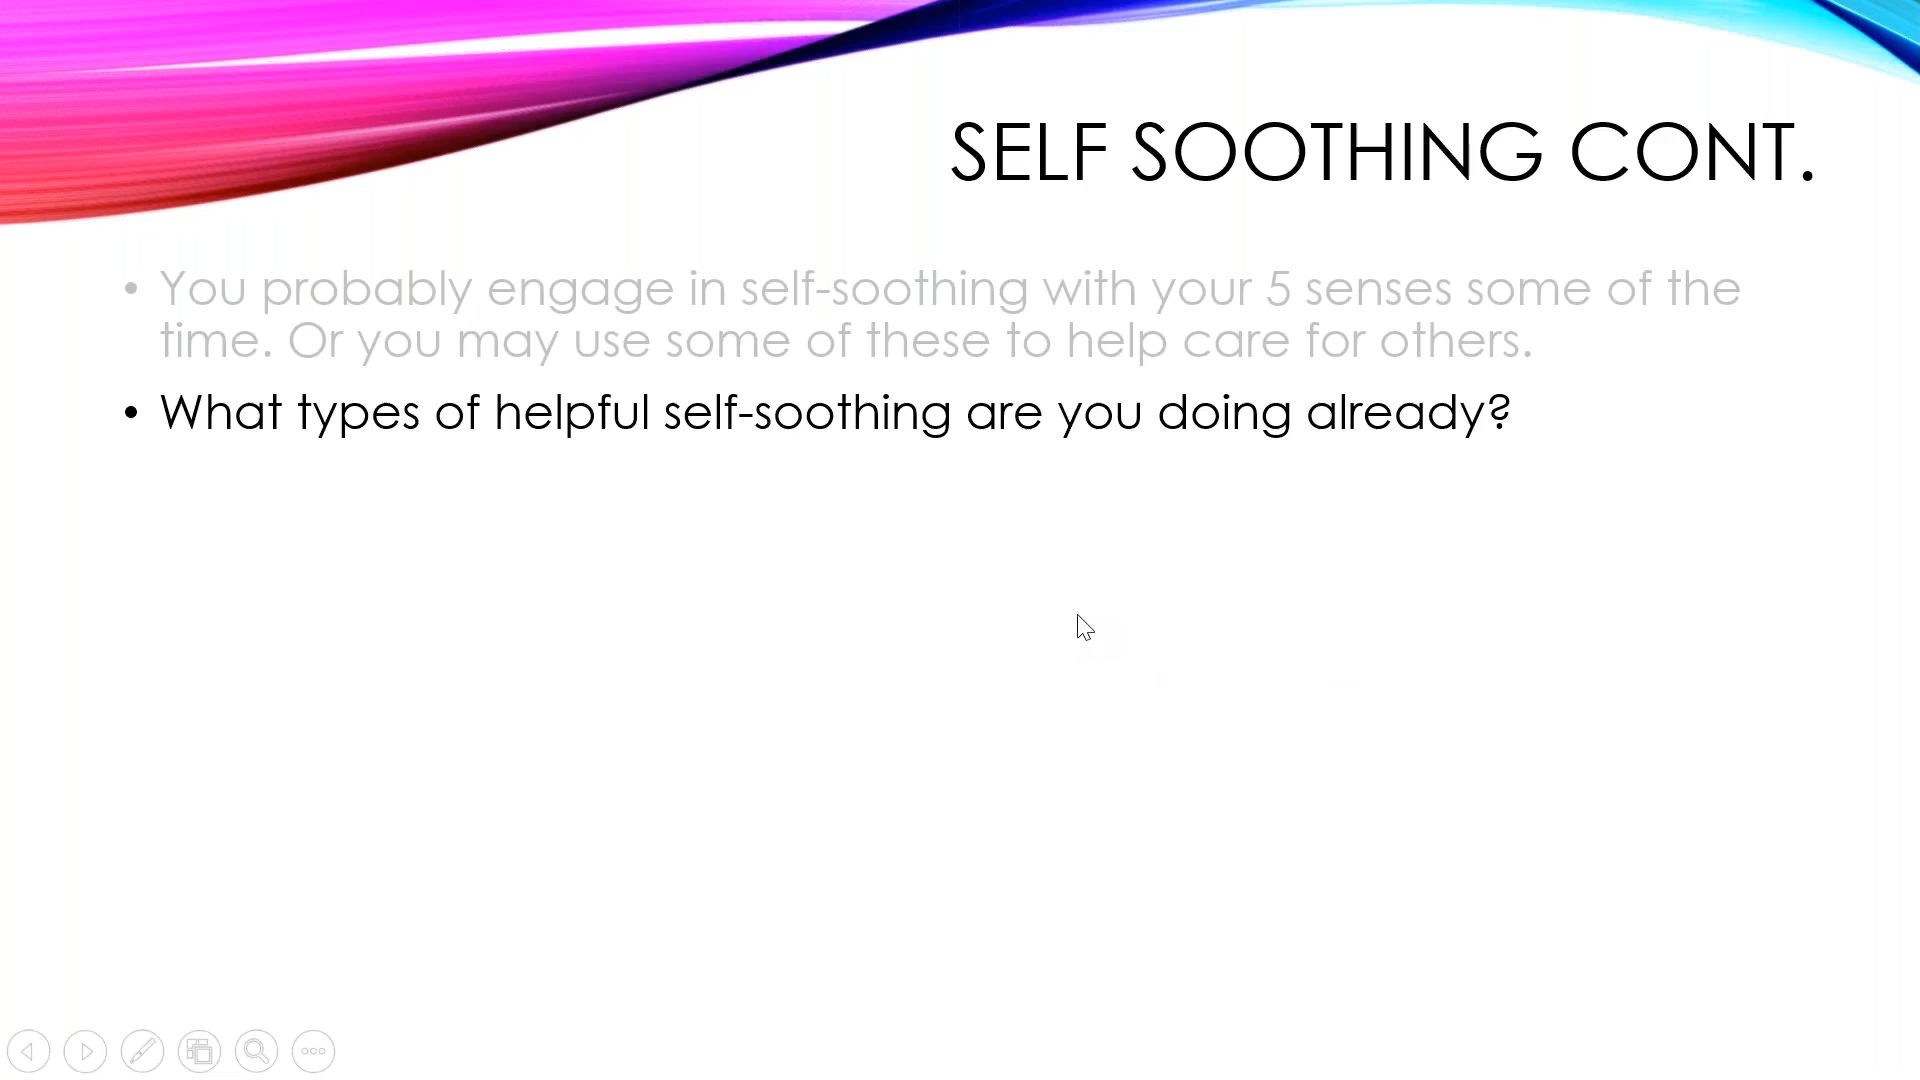 SELF SOOTHING CONT.
• You probably engage in self-soothing with your 5 senses some of the
time. Or you may use some of these to help care for others.
• What types of helpful self-soothing are you doing already?